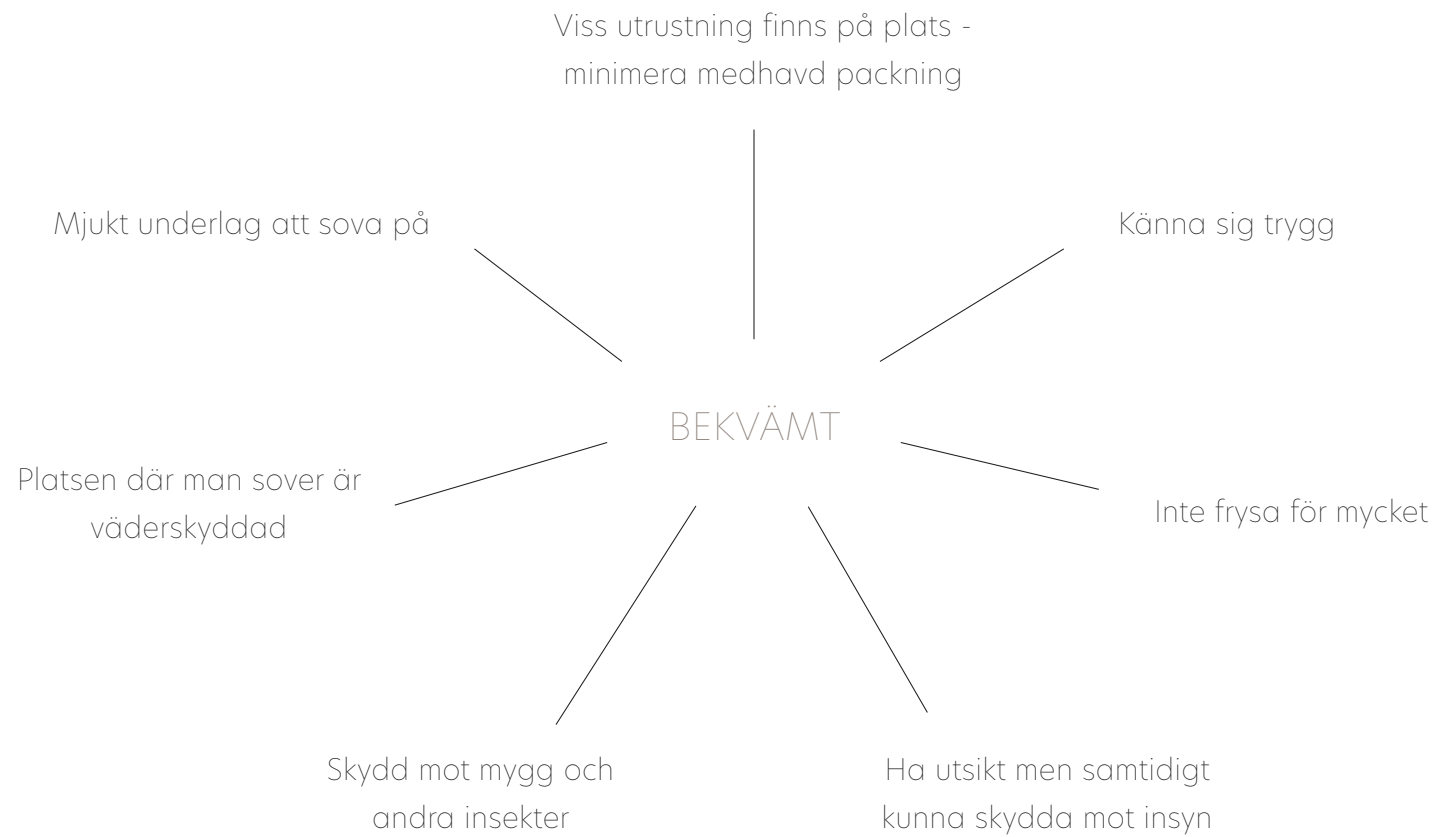 Viss utrustning finns på plats -
minimera medhavd packning
Mjukt underlag att sova på
Känna sig trygg
BEKVÄMT
Platsen där man sover är
väderskyddad
Inte frysa för mycket
Skydd mot mygg och
andra insekter
Ha utsikt men samtidigt
kunna skydda mot insyn